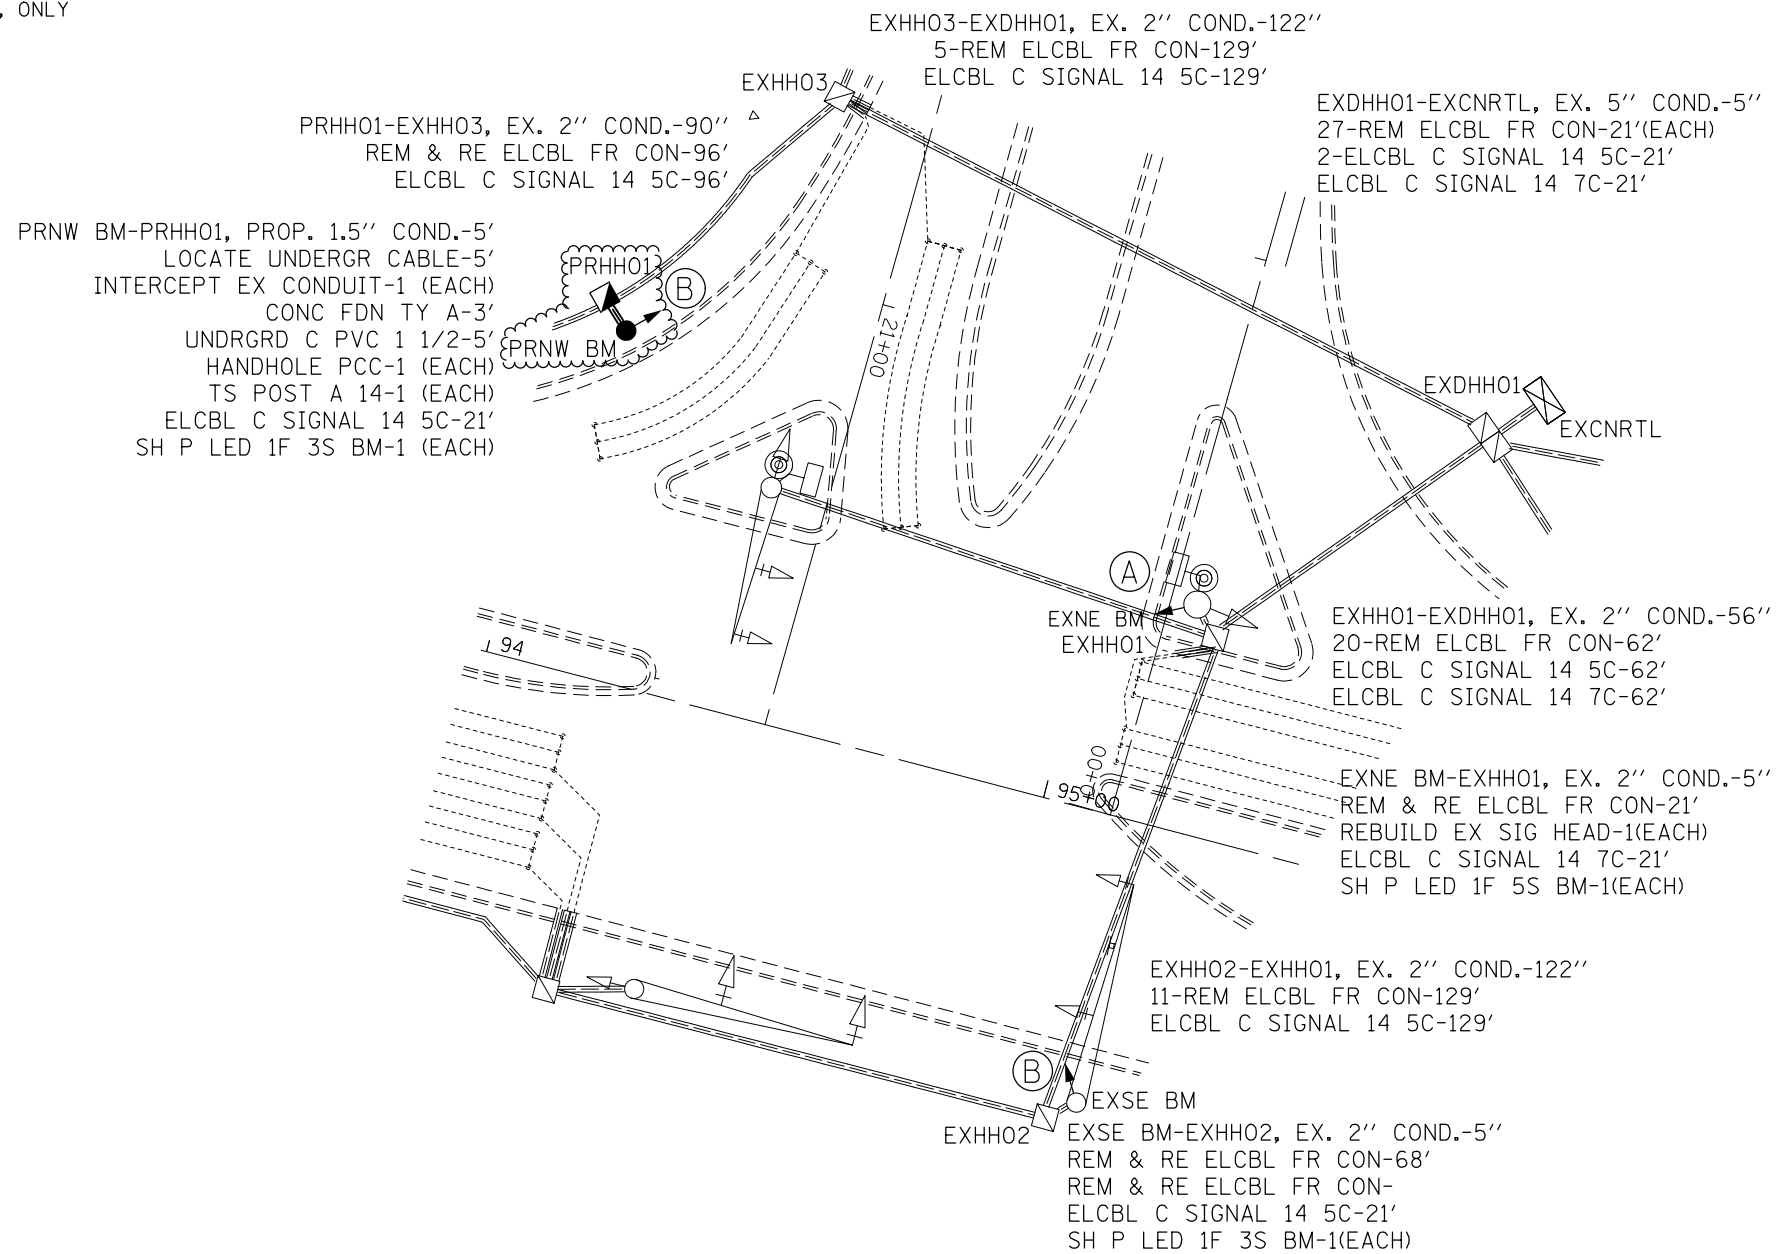 , ONLY
EXHH03-EXDHH01, EX. 2'' COND.-122''
5-REM ELCBL FR CON-129'
ELCBL C SIGNAL 14 5C-129'
EXHH03
EXDHH01-EXCNRTL, EX. 5'' COND.-5''
27-REM ELCBL FR CON-21'(EACH)
2-ELCBL C SIGNAL 14 5C-21'
ELCBL C SIGNAL 14 7C-21'
PRHH01-EXHH03, EX. 2'' COND.-90''
REM & RE ELCBL FR CON-96'
ELCBL C SIGNAL 14 5C-96'
PRNW BM-PRHH01, PROP. 1.5'' COND.-5'
LOCATE UNDERGR CABLE-5'
INTERCEPT EX CONDUIT-1 (EACH)
CONC FDN TY A-3'
UNDRGRD C PVC 1 1/2-5'
HANDHOLE PCC-1 (EACH)
TS POST A 14-1 (EACH)
ELCBL C SIGNAL 14 5C-21'
SH P LED 1F 3S BM-1 (EACH)
PRHH01
B
PRNW BM
21+00
EXDHH01
EXCNRTL
A
EXNE BM
EXHH01
EXHH01-EXDHH01, EX. 2'' COND.-56''
20-REM ELCBL FR CON-62'
ELCBL C SIGNAL 14 5C-62'
ELCBL C SIGNAL 14 7C-62'
94
+00
95+00
EXNE BM-EXHH01, EX. 2'' COND.-5''
REM & RE ELCBL FR CON-21'
REBUILD EX SIG HEAD-1(EACH)
ELCBL C SIGNAL 14 7C-21'
SH P LED 1F 5S BM-1(EACH)
EXHH02-EXHH01, EX. 2'' COND.-122''
11-REM ELCBL FR CON-129'
ELCBL C SIGNAL 14 5C-129'
B
EXSE BM
EXHH02
EXSE BM-EXHH02, EX. 2'' COND.-5''
REM & RE ELCBL FR CON-68'
REM & RE ELCBL FR CON-
ELCBL C SIGNAL 14 5C-21'
SH P LED 1F 3S BM-1(EACH)